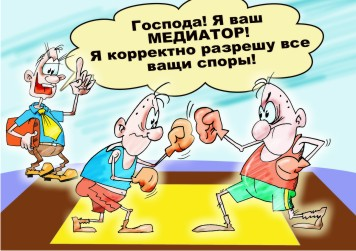 Господа! Я ваш
МЕДИАТОР!
Я корректно разрешу все
ващи споры!